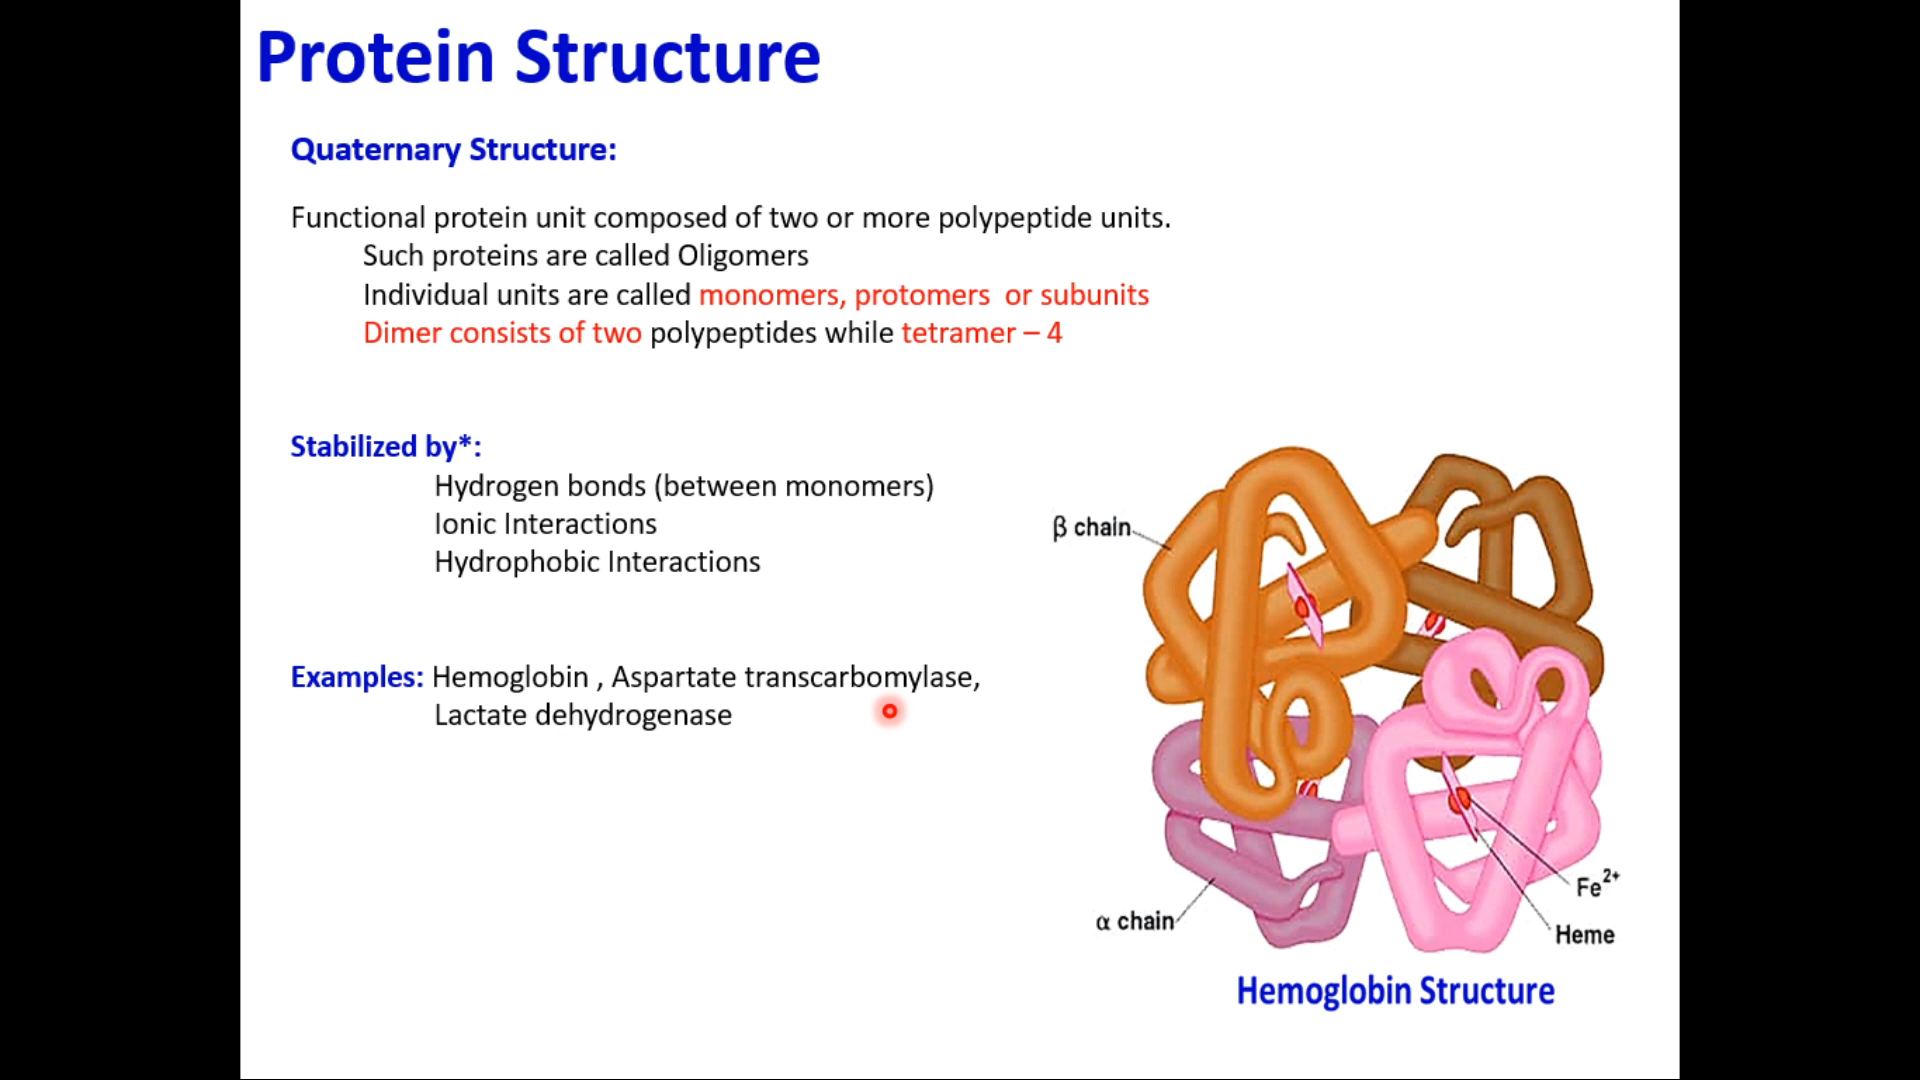 Protein Structure
Quaternary Structure:
Functional protein unit composed of two or more polypeptide units.
Such proteins are called Oligomers
Individual units are called monomers, protomers  or subunits
Dimer consists of two polypeptides while tetramer – 4
Stabilized by*:
Hydrogen bonds (between monomers)
Ionic Interactions
Hydrophobic Interactions
Examples: Hemoglobin , Aspartate transcarbomylase,
Lactate dehydrogenase
β chain
α chain
Fe²⁺
Heme
Hemoglobin Structure